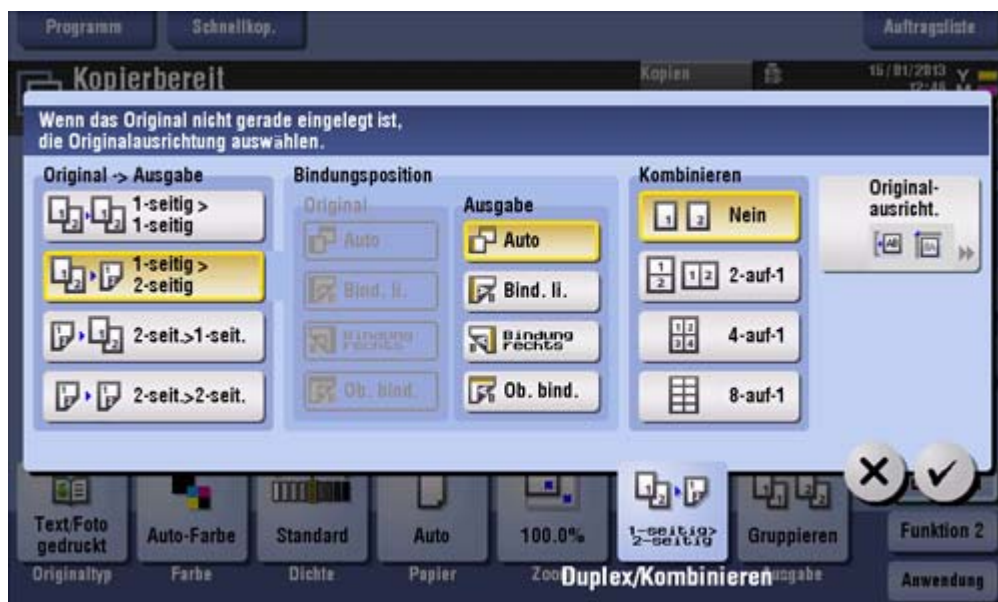 Programm
Schnellkop.
Auftragsliste
Kopierbereit
Kopien
Y
12:46 M
Wenn das Original nicht gerade eingelegt ist,
die Originalausrichtung auswählen.
Original -> Ausgabe
1-seitig >
1-seitig
1-seitig >
2-seitig
2-seit.>1-seit.
2-seit.>2-seit.
Bindungsposition
Original
Auto
Bind. li.
Bindung
rechts
Ob. bind.
Ausgabe
Auto
Bind. li.
Bindung
rechts
Ob. bind.
Kombinieren
Nein
2-auf-1
4-auf-1
8-auf-1
Original-
ausricht.
Text/Foto
gedruckt
Auto-Farbe
Standard
Auto
100.0%
1-seitig>
2-seitig
Gruppieren
Funktion 2
Originaltyp
Farbe
Dichte
Papier
Duplex/Kombinieren
Anwendung